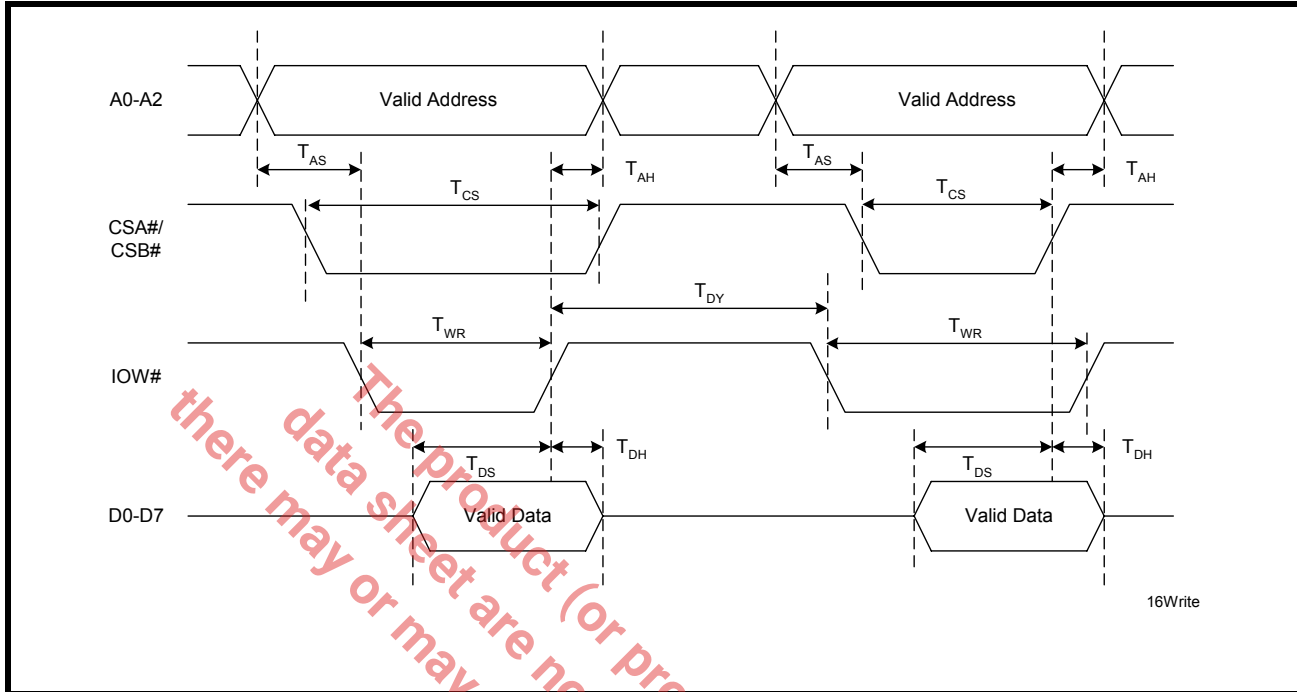 A0-A2
Valid Address
Valid Address
TAS
TAH
TAS
TAH
TCS
TCS
CSA#/
CSB#
TDY
TWR
TWR
IOW#
TDS
TDH
TDS
TDH
D0-D7
Valid Data
Valid Data
16Write
The product (or
data sheet are
there may or may